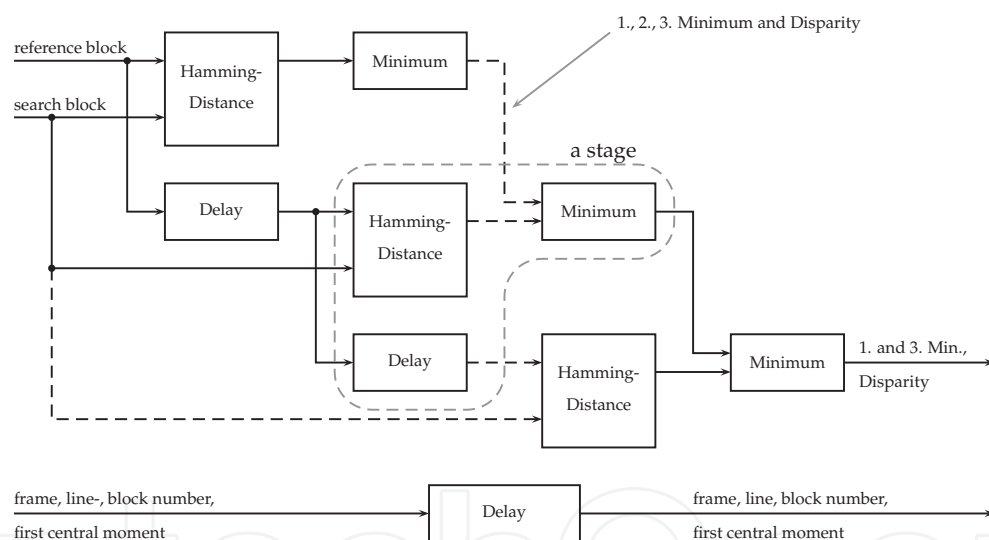 1., 2., 3. Minimum and Disparity
reference block
Hamming-
Distance
Minimum
search block
a stage
Delay
Hamming-
Distance
Minimum
Delay
Hamming-
Distance
Minimum
1. and 3. Min.,
Disparity
frame, line-, block number,
first central moment
Delay
frame, line, block number,
first central moment